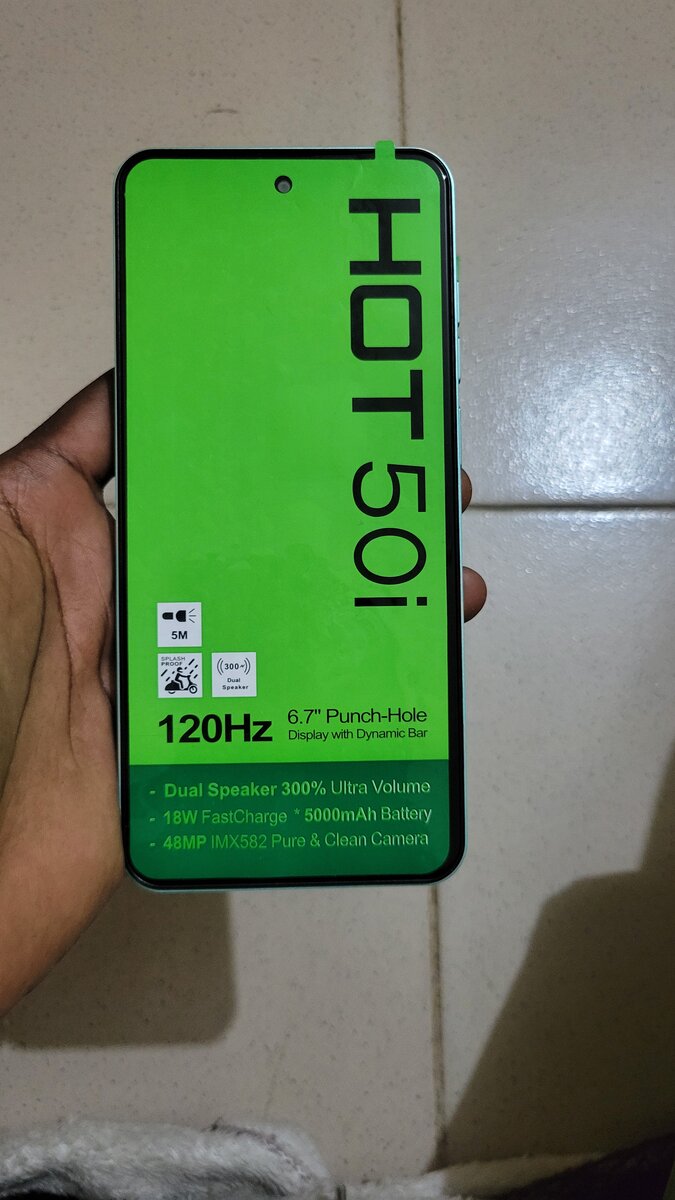 HOT 50i
5M
SPLASH
PROOF
300%
Dual
Speaker
120Hz
6.7" Punch-Hole
Display with Dynamic Bar
- Dual Speaker 300% Ultra Volume
- 18W FastCharge * 5000mAh Battery
- 48MP IMX582 Pure & Clean Camera